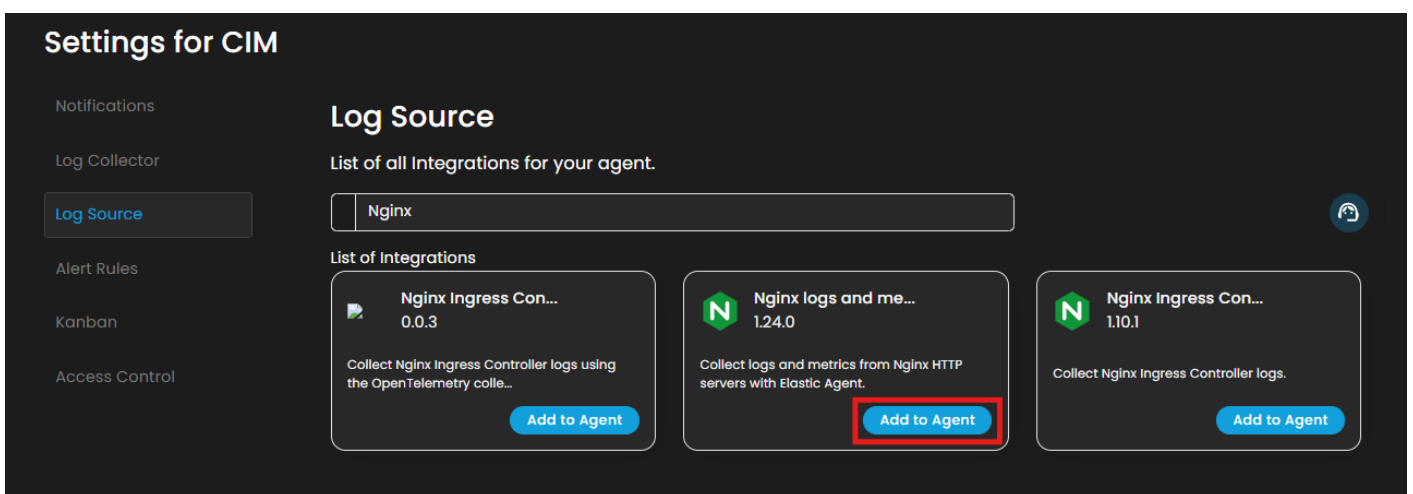 Settings for CIM
Notifications
Log Collector
Log Source
Alert Rules
Kanban
Access Control
Log Source
List of all Integrations for your agent.
Nginx
List of Integrations
Nginx Ingress Con...
0.0.3
Collect Nginx Ingress Controller logs using
the OpenTelemetry colle...
Add to Agent
N
Nginx logs and me...
1.24.0
Collect logs and metrics from Nginx HTTP
servers with Elastic Agent.
Add to Agent
N
Nginx Ingress Con...
1.10.1
Collect Nginx Ingress Controller logs.
Add to Agent